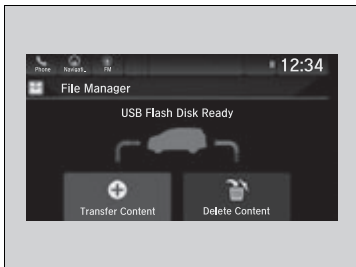 Phone Navigati.. FM 12:34
File Manager
USB Flash Disk Ready
Transfer Content Delete Content